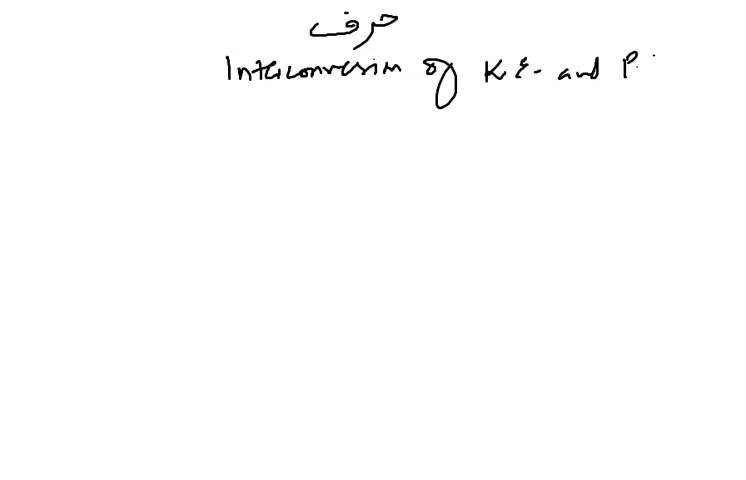 حرف
Interconversion of K.E. and P.